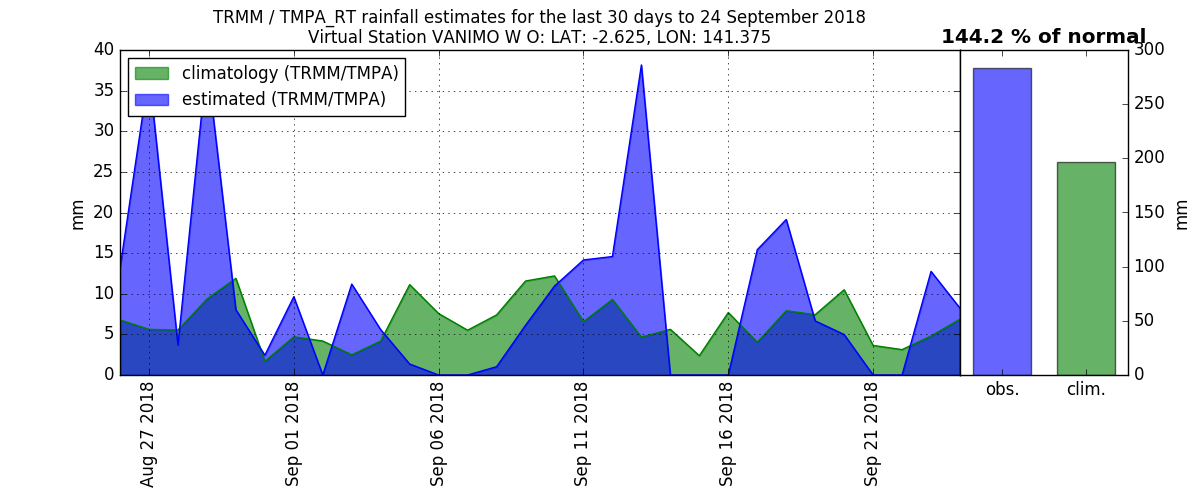 TRMM / TMPA_RT rainfall estimates for the last 30 days to 24 September 2018
Virtual Station VANIMO W O: LAT: -2.625, LON: 141.375
144.2 % of normal
climatology (TRMM/TMPA)
estimated (TRMM/TMPA)
mm
40
35
30
25
20
15
10
5
0
Aug 27 2018
Sep 01 2018
Sep 06 2018
Sep 11 2018
Sep 16 2018
Sep 21 2018
300
250
200
150
100
50
0
mm
obs.
clim.